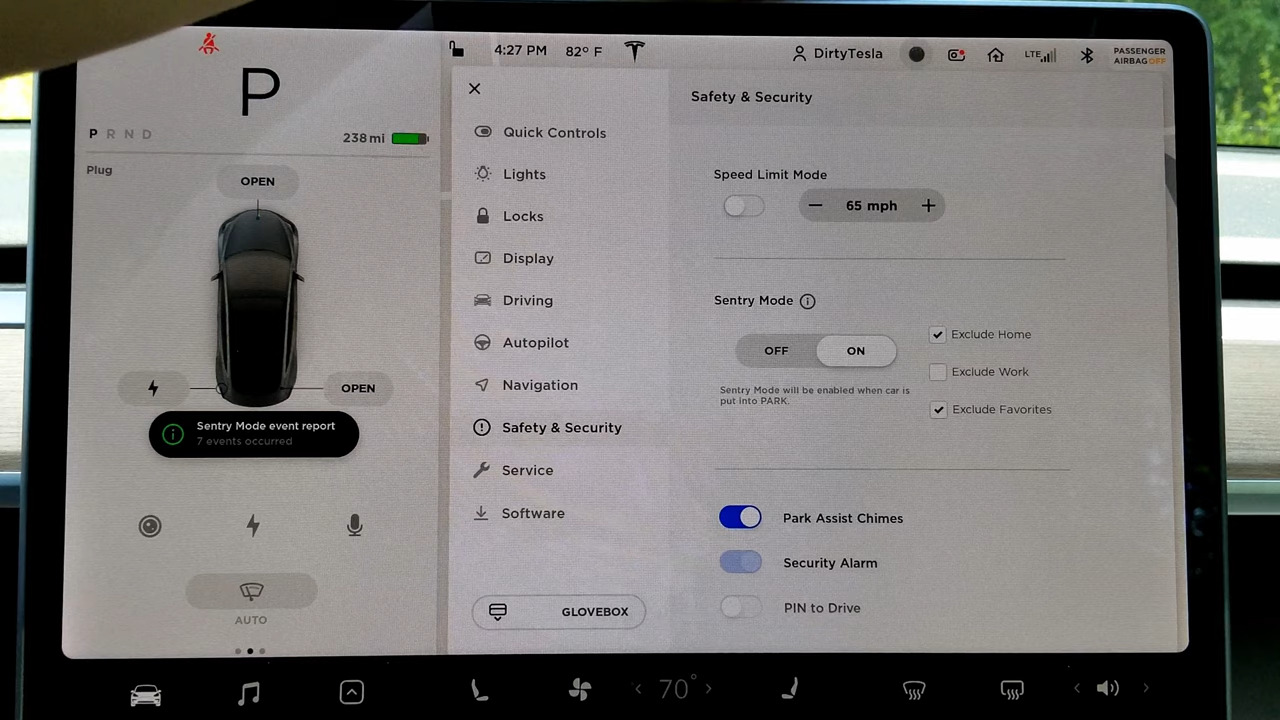 4:27 PM 82° F DirtyTesla LTE PASSENGER
AIRBAG OFF
P
P R N D 238 mi
Plug
OPEN
OPEN
Sentry Mode event report
7 events occurred
AUTO
Quick Controls
Lights
Locks
Display
Driving
Autopilot
Navigation
Safety & Security
Service
Software
GLOVEBOX
Safety & Security
Speed Limit Mode
65 mph
Sentry Mode
OFF ON
Sentry Mode will be enabled when car is
put into PARK.
Exclude Home
Exclude Work
Exclude Favorites
Park Assist Chimes
Security Alarm
PIN to Drive
70°